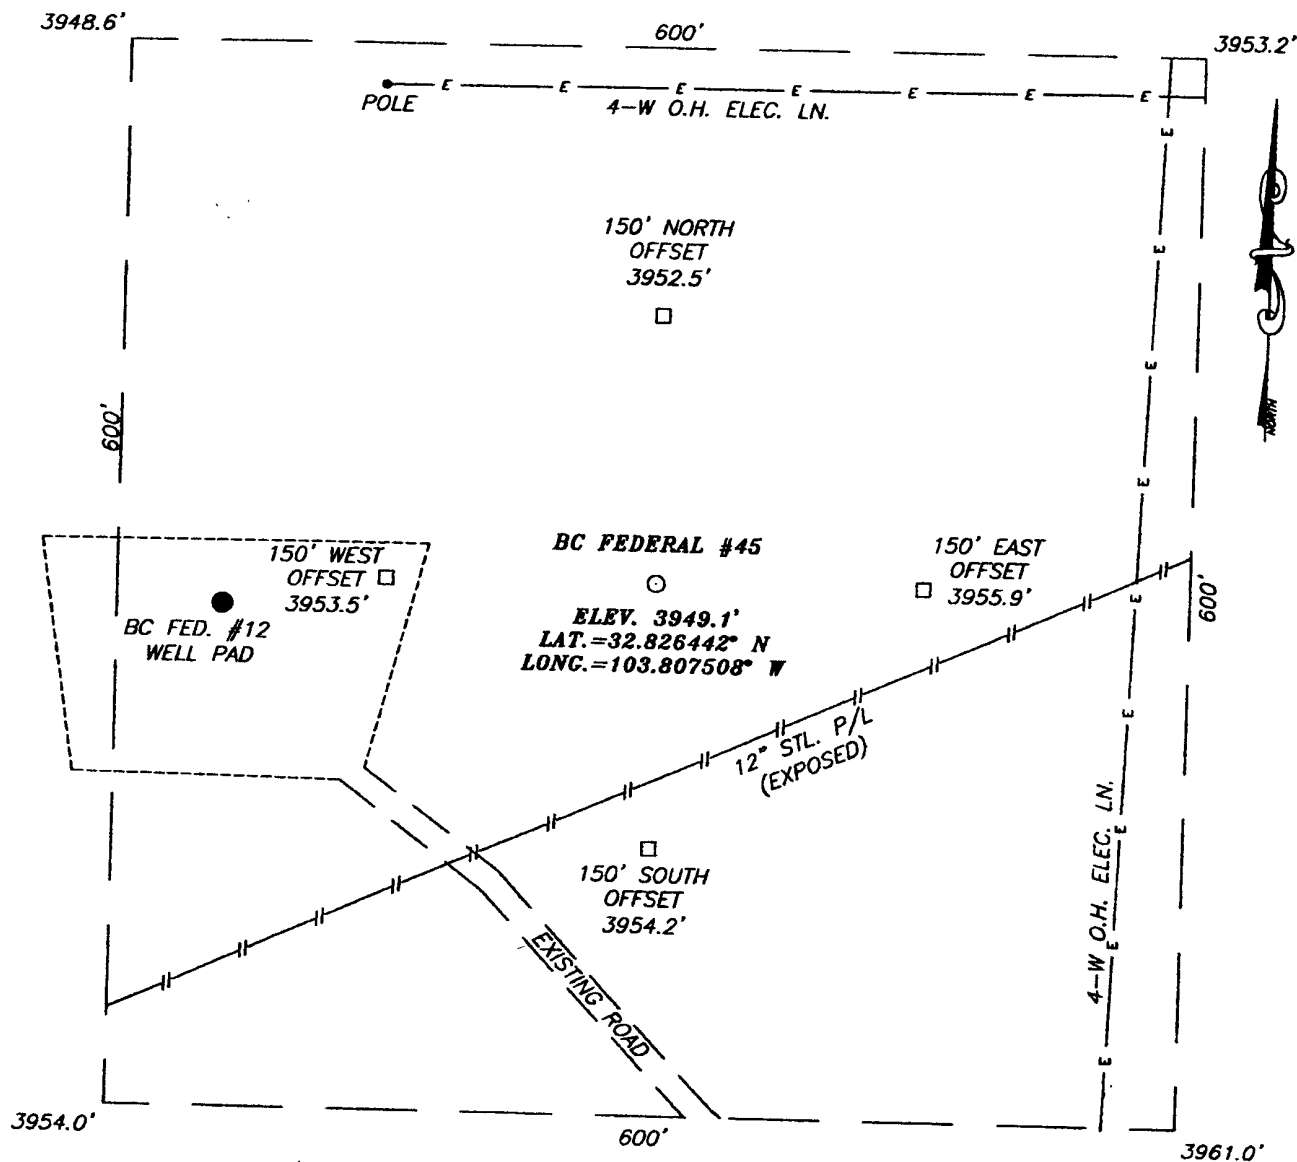 3948.6'
600'
3953.2'
E E E E E E E
POLE
4-W O.H. ELEC. LN.
E
150' NORTH
OFFSET
3952.5'
E
E
600'
NORTH
E
150' WEST
OFFSET
3953.5'
BC FEDERAL #45
150' EAST
OFFSET
3955.9'
ELEV. 3949.1'
LAT.=32.826442° N
LONG.=103.807508° W
BC FED. #12
WELL PAD
E
600'
E
12" STL. P/L
(EXPOSED)
E
4-W O.H. ELEC. LN.
150' SOUTH
OFFSET
3954.2'
E
EXISTING ROAD
E
3954.0'
600'
3961.0'